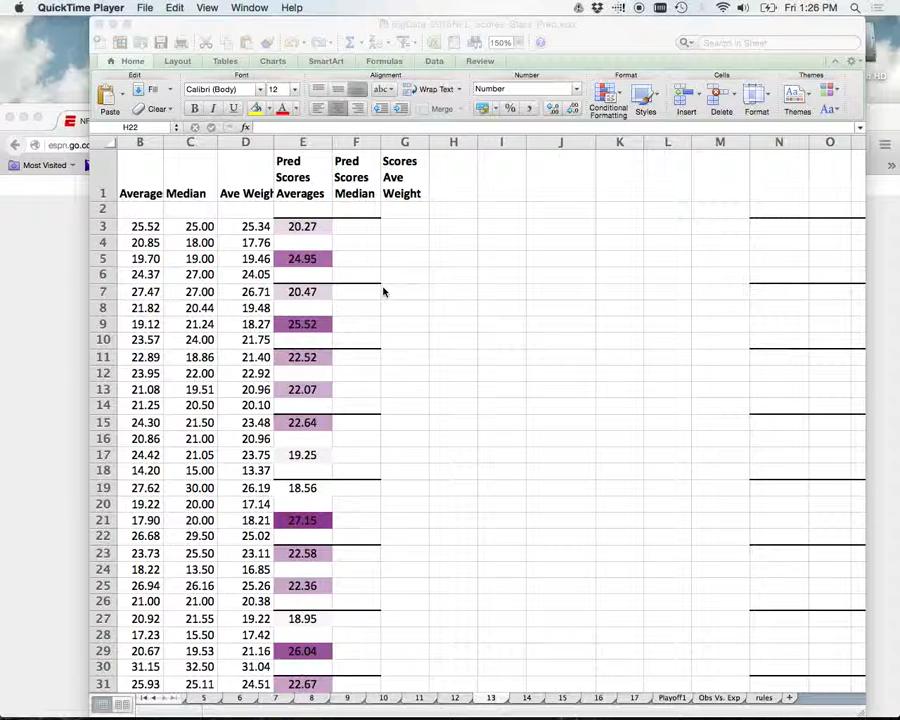 QuickTime Player File Edit View Window Help Fri 1:26 PM
150% Search in Sheet
Home Layout Tables Charts SmartArt Formulas Data Review
Edit Font Alignment Number Format Cells Themes
Fill Calibri (Body) 12 abc Wrap Text Number
Paste Clear B I U A Merge % Conditional Formatting Styles Insert Delete Format Themes Aa
H22 fx
B C D E F G H I J K L M N O
1 Average Median Ave Weigh Pred Scores Averages Pred Scores Median Scores Ave Weight
2
3 25.52 25.00 25.34 20.27
4 20.85 18.00 17.76
5 19.70 19.00 19.46 24.95
6 24.37 27.00 24.05
7 27.47 27.00 26.71 20.47
8 21.82 20.44 19.48
9 19.12 21.24 18.27 25.52
10 23.57 24.00 21.75
11 22.89 18.86 21.40 22.52
12 23.95 22.00 22.92
13 21.08 19.51 20.96 22.07
14 21.25 20.50 20.10
15 24.30 21.50 23.48 22.64
16 20.86 21.00 20.96
17 24.42 21.05 23.75 19.25
18 14.20 15.00 13.37
19 27.62 30.00 26.19 18.56
20 19.22 20.00 17.14
21 17.90 20.00 18.21 27.15
22 26.68 29.50 25.02
23 23.73 25.50 23.11 22.58
24 18.22 13.50 16.85
25 26.94 26.16 25.26 22.36
26 21.00 21.00 20.38
27 20.92 21.55 19.22 18.95
28 17.23 15.50 17.42
29 20.67 19.53 21.16 26.04
30 31.15 32.50 31.04
31 25.93 25.11 24.51 22.67
5 6 7 8 9 10 11 12 13 14 15 16 17 Playoff1 Obs Vs. Exp rules
NF
espn.go.c
Most Visited
HD